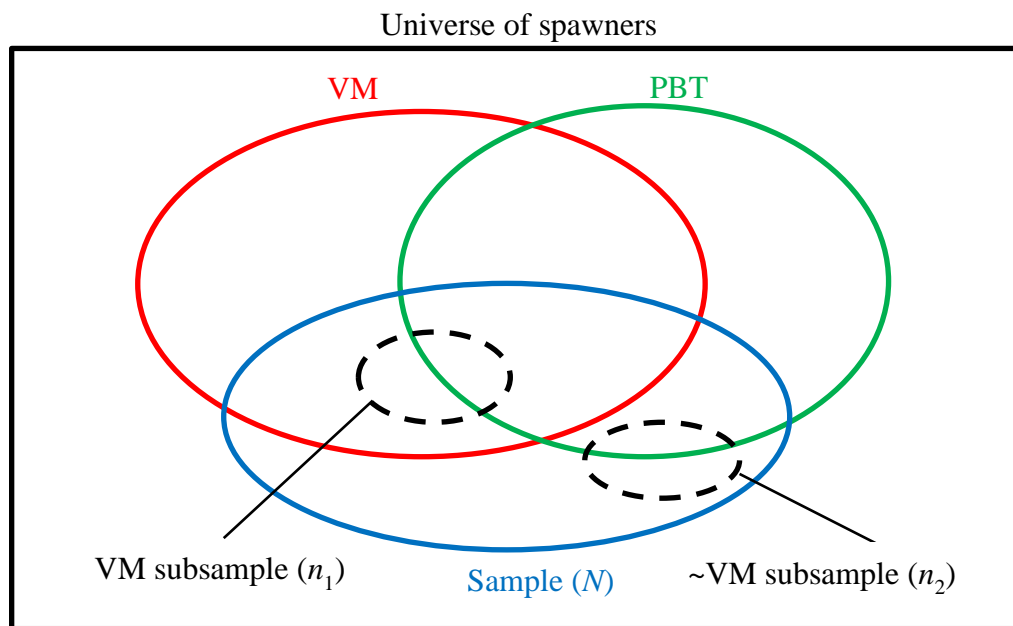 Universe of spawners
VM
PBT
VM subsample (n₁)
Sample (N)
~VM subsample (n₂)